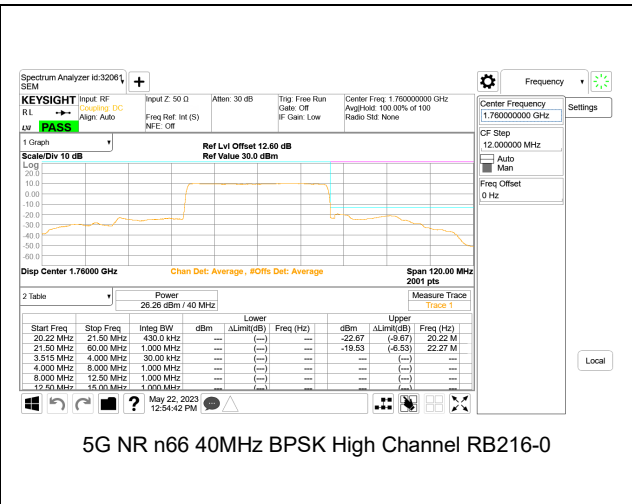 Spectrum Analyzer id:32061
SEM
Frequency
KEYSIGHT Input: RF Input Z: 50 Ω Atten: 30 dB Trig: Free Run Center Freq: 1.760000000 GHz
RL Coupling: DC Gate: Off Avg|Hold: 100.00% of 100
Align: Auto Freq Ref: Int (S) IF Gain: Low Radio Std: None
LXI PASS NFE: Off
Center Frequency
1.760000000 GHz
Settings
CF Step
12.000000 MHz
Auto
Man
Freq Offset
0 Hz
Local
1 Graph
Ref Lvl Offset 12.60 dB
Scale/Div 10 dB Ref Value 30.0 dBm
Log
20.0
10.0
0.00
-10.0
-20.0
-30.0
-40.0
-50.0
-60.0
Disp Center 1.76000 GHz Chan Det: Average , #Offs Det: Average Span 120.00 MHz
2001 pts
2 Table Power Measure Trace
26.26 dBm / 40 MHz Trace 1
Lower Upper
Start Freq Stop Freq Integ BW dBm ΔLimit(dB) Freq (Hz) dBm ΔLimit(dB) Freq (Hz)
20.22 MHz 21.50 MHz 430.0 kHz --- (---) --- -22.67 (-9.67) 20.22 M
21.50 MHz 60.00 MHz 1.000 MHz --- (---) --- -19.53 (-6.53) 22.27 M
3.515 MHz 4.000 MHz 30.00 kHz --- (---) --- --- (---) ---
4.000 MHz 8.000 MHz 1.000 MHz --- (---) --- --- (---) ---
8.000 MHz 12.50 MHz 1.000 MHz --- (---) --- --- (---) ---
12.50 MHz 15.00 MHz 1.000 MHz --- (---) --- --- (---) ---
May 22, 2023
12:54:42 PM
5G NR n66 40MHz BPSK High Channel RB216-0